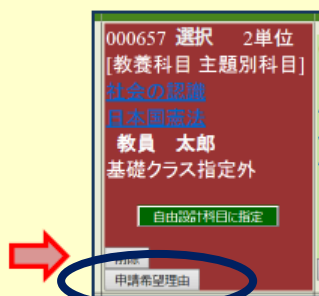 000657 選択 2単位
[教養科目 主題別科目]
社会の認識
日本国憲法
教員 太郎
基礎クラス指定外
自由設計科目に指定
削除
申請希望理由